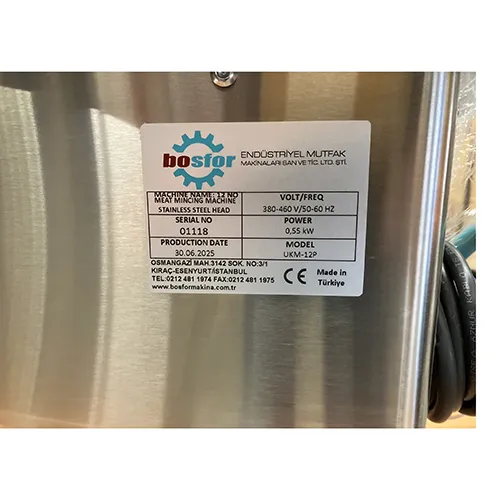 bosfor
ENDÜSTRİYEL MUTFAK
MAKİNALARI SAN VE TİC. LTD. ŞTİ.
MACHINE NAME: 12 NO
MEAT MINCING MACHINE
STAINLESS STEEL HEAD
VOLT/FREQ
380-460 V/50-60 HZ
SERIAL NO
01118
POWER
0,55 kW
PRODUCTION DATE
30.06.2025
MODEL
UKM-12P
OSMANGAZİ MAH.3142 SOK. NO:3/1
KIRAÇ-ESENYURT/İSTANBUL
TEL:0212 481 1974 FAX:0212 481 1975
www.bosformakina.com.tr
CE
Made in
Türkiye